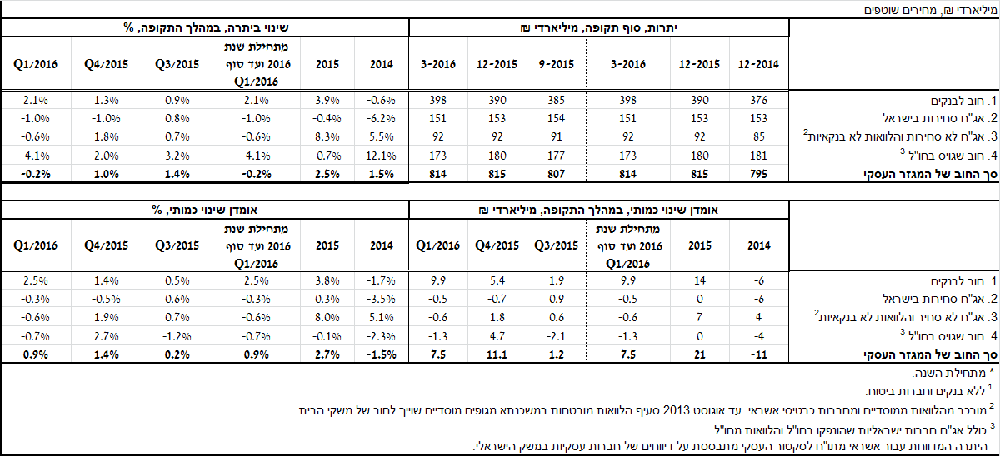 מיליארדי ₪, מחירים שוטפים
יתרות, סוף תקופה, מיליארדי ₪ שינוי ביתרה, במהלך התקופה, %
12-2014 12-2015 3-2016 9-2015 12-2015 3-2016 2014 2015 מתחילת שנת 2016 ועד סוף Q1/2016 Q3/2015 Q4/2015 Q1/2016
1. חוב לבנקים 376 390 398 385 390 398 -0.6% 3.9% 2.1% 0.9% 1.3% 2.1%
2. אג"ח סחירות בישראל 153 153 151 154 153 151 -6.2% -0.4% -1.0% 0.8% -1.0% -1.0%
3. אג"ח לא סחירות והלוואות לא בנקאיות2 85 92 92 91 92 92 5.5% 8.3% -0.6% 0.7% 1.8% -0.6%
4. חוב שגויס בחו"ל 3 181 180 173 177 180 173 12.1% -0.7% -4.1% 3.2% 2.0% -4.1%
סך החוב של המגזר העסקי 795 815 814 807 815 814 1.5% 2.5% -0.2% 1.4% 1.0% -0.2%
אומדן שינוי כמותי, במהלך התקופה, מיליארדי ₪ אומדן שינוי כמותי, %
2014 2015 מתחילת שנת 2016 ועד סוף Q1/2016 Q3/2015 Q4/2015 Q1/2016 2014 2015 מתחילת שנת 2016 ועד סוף Q1/2016 Q3/2015 Q4/2015 Q1/2016
1. חוב לבנקים -6 14 9.9 1.9 5.4 9.9 -1.7% 3.8% 2.5% 0.5% 1.4% 2.5%
2. אג"ח סחירות בישראל -6 0 -0.5 0.9 -0.7 -0.5 -3.5% 0.3% -0.3% 0.6% -0.5% -0.3%
3. אג"ח לא סחיר והלוואות לא בנקאיות2 4 7 -0.6 0.6 1.8 -0.6 5.1% 8.0% -0.6% 0.7% 1.9% -0.6%
4. חוב שגויס בחו"ל 3 -4 0 -1.3 -2.1 4.7 -1.3 -2.3% -0.1% -0.7% -1.2% 2.7% -0.7%
סך החוב של המגזר העסקי -11 21 7.5 1.2 11.1 7.5 -1.5% 2.7% 0.9% 0.2% 1.4% 0.9%
* מתחילת השנה.
1 ללא בנקים וחברות ביטוח.
2 מורכב מהלוואות ממוסדיים ומחברות כרטיסי אשראי. עד אוגוסט 2013 סעיף הלוואות מובטחות במשכנתא מגופים מוסדיים שוייך לחוב של משקי הבית.
3 כולל אג"ח חברות ישראליות שהונפקו בחו"ל והלוואות מחו"ל.
היתרה המדווחת עבור אשראי מתו"ח לסקטור העסקי מתבססת על דיווחים של חברות עסקיות במשק הישראלי.